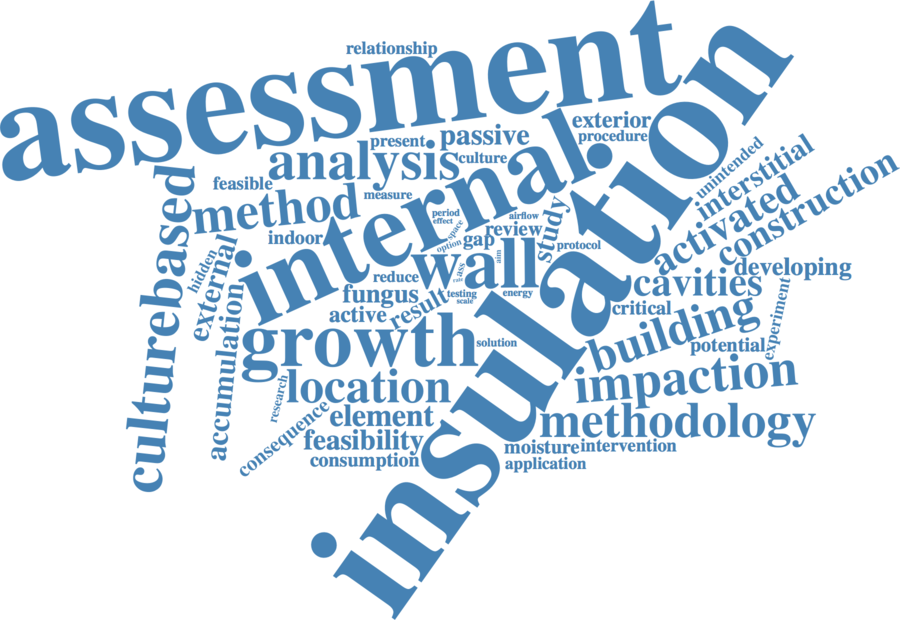 relationship
assessment
exterior
procedure
present
passive
analysis
culture
feasible
measure
method
internal
insulation
unintended
interstitial
activated
construction
culturebased
hidden
external
accumulation
indoor
period
effect
space
option
airflow
review
gap
study
protocol
aim
wall
ass
rate
reduce
fungus
testing
scale
energy
active
result
cavities
developing
critical
growth
solution
building
potential
experiment
research
location
impaction
consequence
element
methodology
feasibility
moisture
intervention
consumption
application